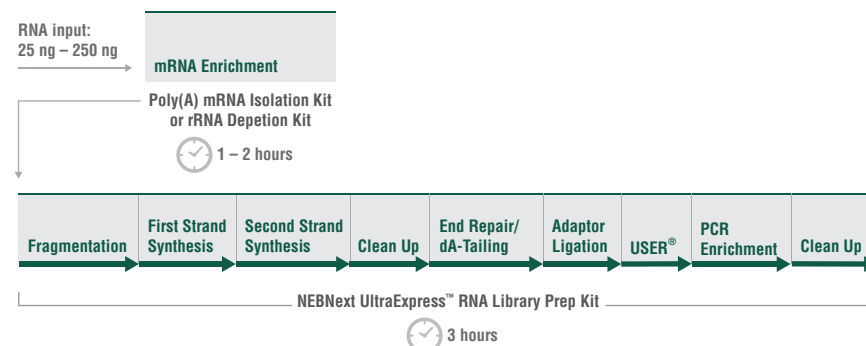 RNA input:
25 ng – 250 ng
mRNA Enrichment
Poly(A) mRNA Isolation Kit
or rRNA Depetion Kit
1 – 2 hours
Fragmentation
First Strand
Synthesis
Second Strand
Synthesis
Clean Up
End Repair/
dA-Tailing
Adaptor
Ligation
USER®
PCR
Enrichment
Clean Up
NEBNext UltraExpress™ RNA Library Prep Kit
3 hours